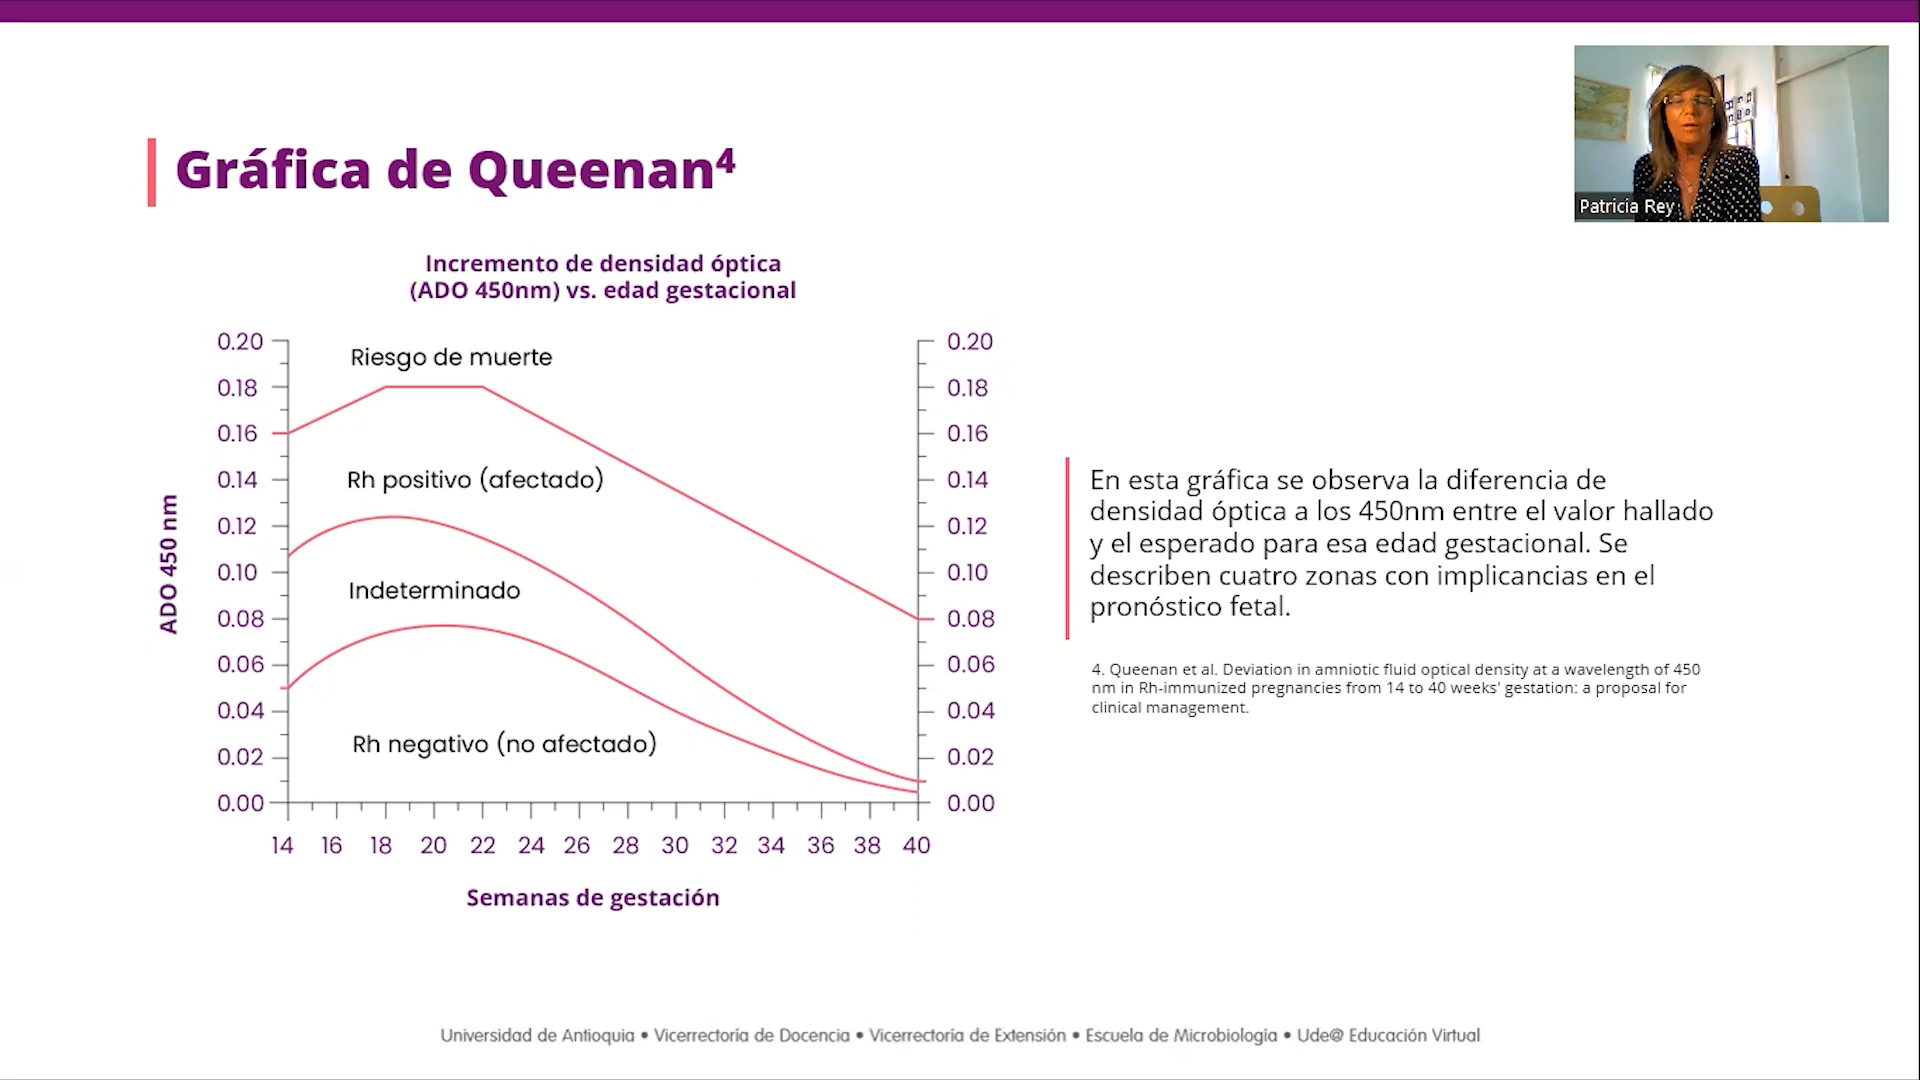 Patricia Rey
Gráfica de Queenan⁴
Incremento de densidad óptica
(ADO 450nm) vs. edad gestacional
ADO 450 nm
0.20
0.18
0.16
0.14
0.12
0.10
0.08
0.06
0.04
0.02
0.00
Riesgo de muerte
Rh positivo (afectado)
Indeterminado
Rh negativo (no afectado)
0.20
0.18
0.16
0.14
0.12
0.10
0.08
0.06
0.04
0.02
0.00
14 16 18 20 22 24 26 28 30 32 34 36 38 40
Semanas de gestación
En esta gráfica se observa la diferencia de
densidad óptica a los 450nm entre el valor hallado
y el esperado para esa edad gestacional. Se
describen cuatro zonas con implicancias en el
pronóstico fetal.
4. Queenan et al. Deviation in amniotic fluid optical density at a wavelength of 450
nm in Rh-immunized pregnancies from 14 to 40 weeks' gestation: a proposal for
clinical management.
Universidad de Antioquia • Vicerrectoría de Docencia • Vicerrectoría de Extensión • Escuela de Microbiología • Ude@ Educación Virtual